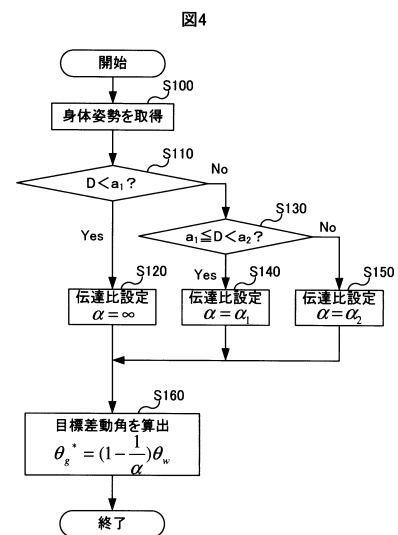 図4
開始
S100
身体姿勢を取得
S110
D<a₁?
No
Yes
S130
a₁≦D<a₂?
No
Yes
S120
伝達比設定
α=∞
S140
伝達比設定
α=α₁
S150
伝達比設定
α=α₂
S160
目標差動角を算出
θg*=(1-1/α)θw
終了